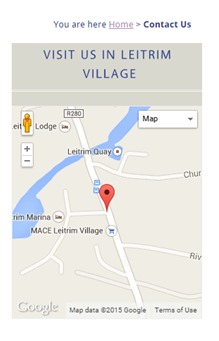 You are here Home > Contact Us
VISIT US IN LEITRIM
VILLAGE
R280
Map
Lodge
Leitrim Quay
Chur
+
rim Marina
−
MACE Leitrim Village
Riv
Google
Map data ©2015 Google
Terms of Use